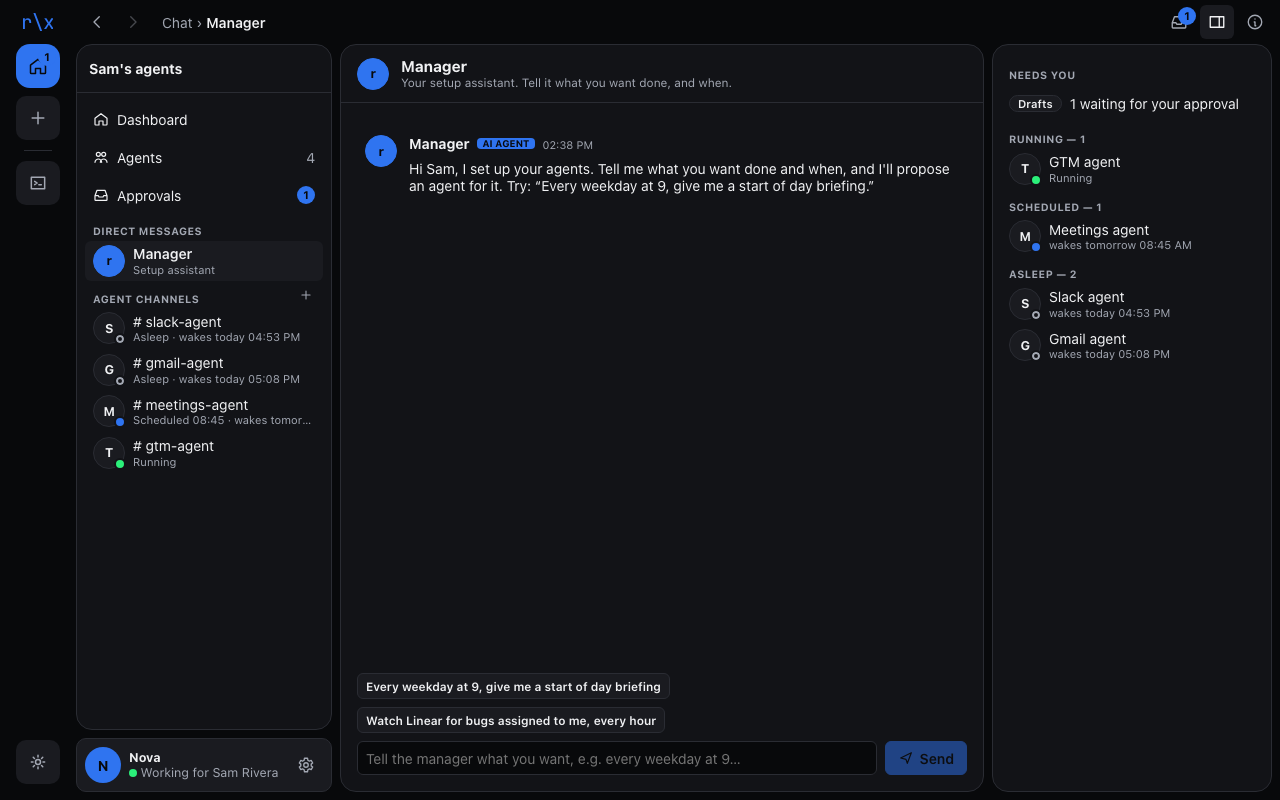 r\x
Chat › Manager
1
1
Sam's agents
Dashboard
Agents 4
Approvals 1
DIRECT MESSAGES
r Manager
Setup assistant
AGENT CHANNELS
S # slack-agent
Asleep · wakes today 04:53 PM
G # gmail-agent
Asleep · wakes today 05:08 PM
M # meetings-agent
Scheduled 08:45 · wakes tomor...
T # gtm-agent
Running
N Nova
Working for Sam Rivera
r Manager
Your setup assistant. Tell it what you want done, and when.
r Manager AI AGENT 02:38 PM
Hi Sam, I set up your agents. Tell me what you want done and when, and I'll propose
an agent for it. Try: “Every weekday at 9, give me a start of day briefing.”
Every weekday at 9, give me a start of day briefing
Watch Linear for bugs assigned to me, every hour
Tell the manager what you want, e.g. every weekday at 9...
Send
NEEDS YOU
Drafts 1 waiting for your approval
RUNNING — 1
T GTM agent
Running
SCHEDULED — 1
M Meetings agent
wakes tomorrow 08:45 AM
ASLEEP — 2
S Slack agent
wakes today 04:53 PM
G Gmail agent
wakes today 05:08 PM